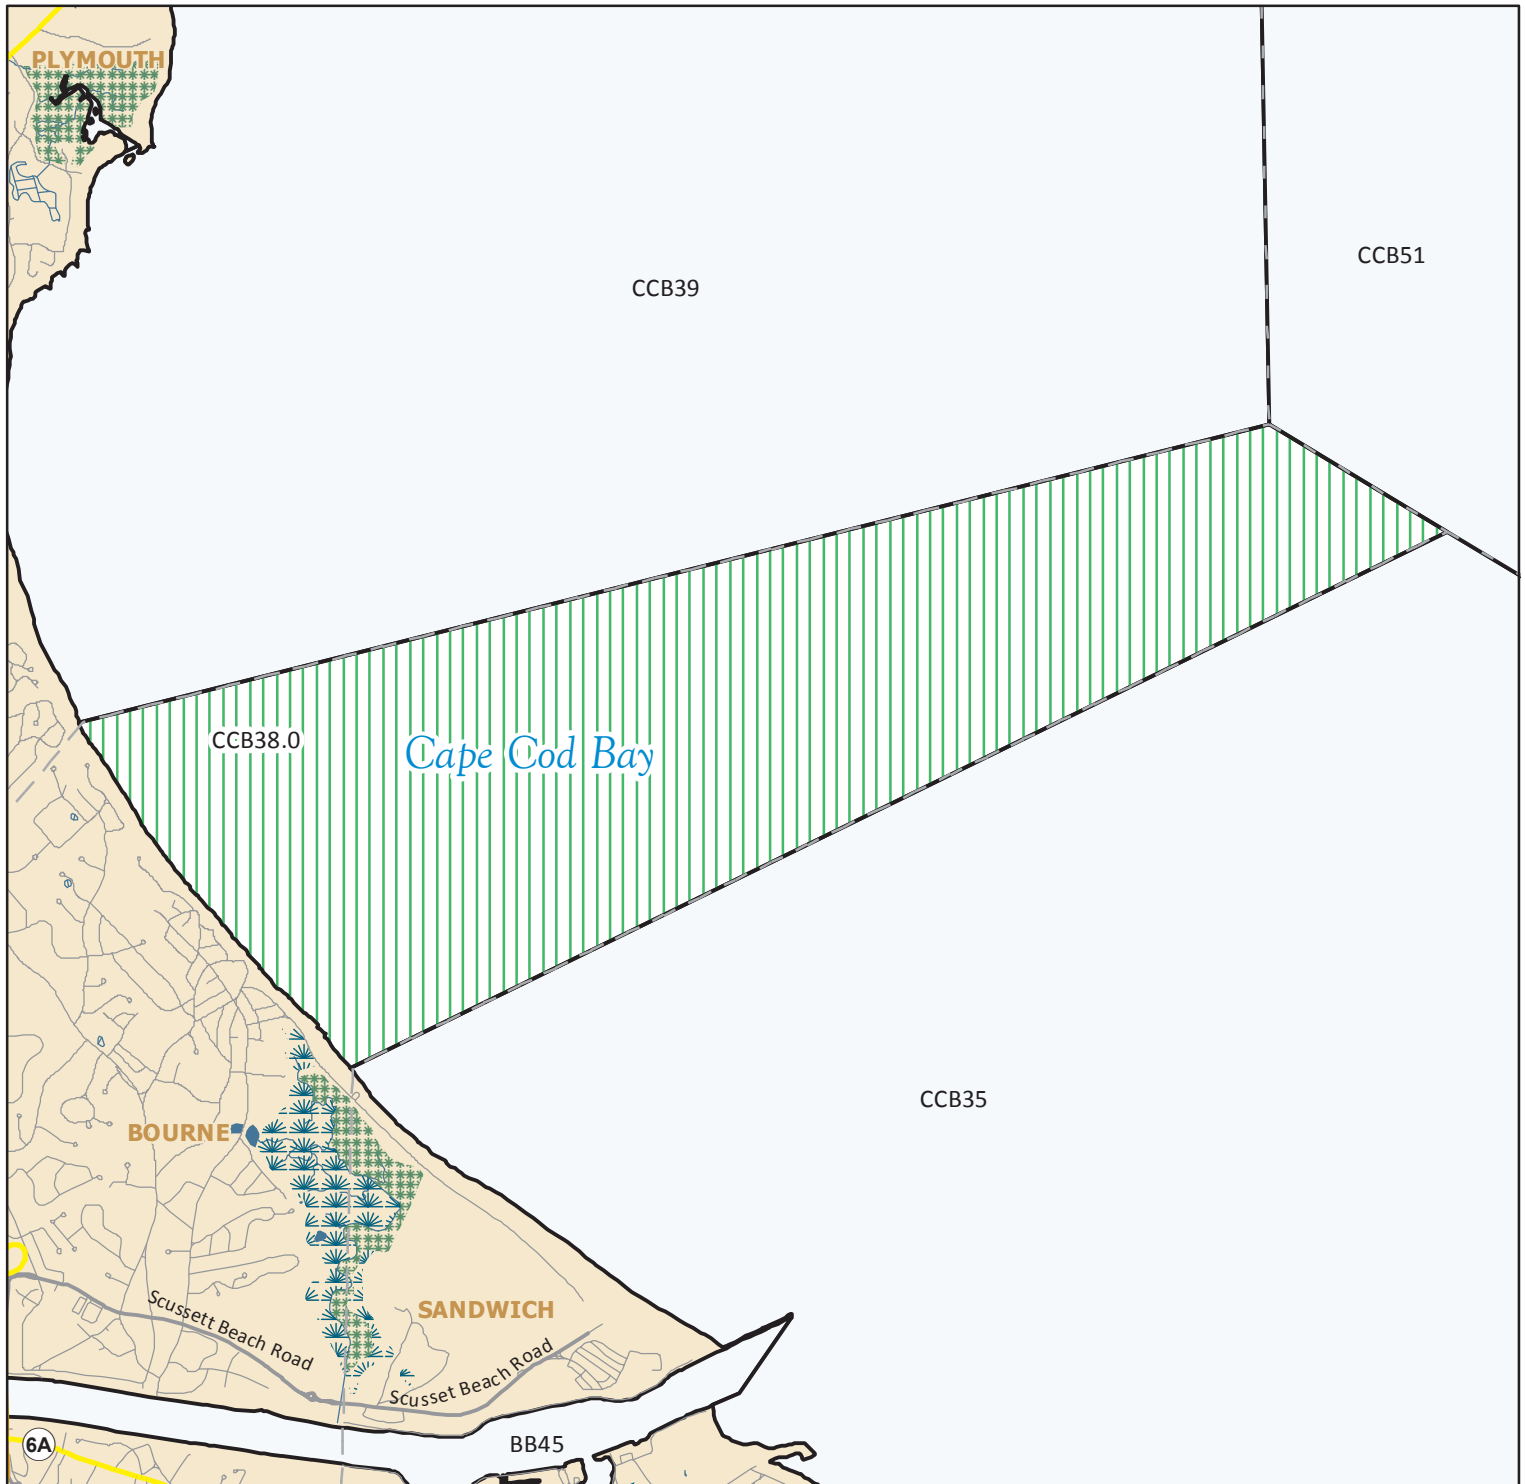 PLYMOUTH
CCB51
CCB39
CCB38.0
Cape Cod Bay
CCB35
BOURNE
SANDWICH
Scussett Beach Road
Scusset Beach Road
6A
BB45